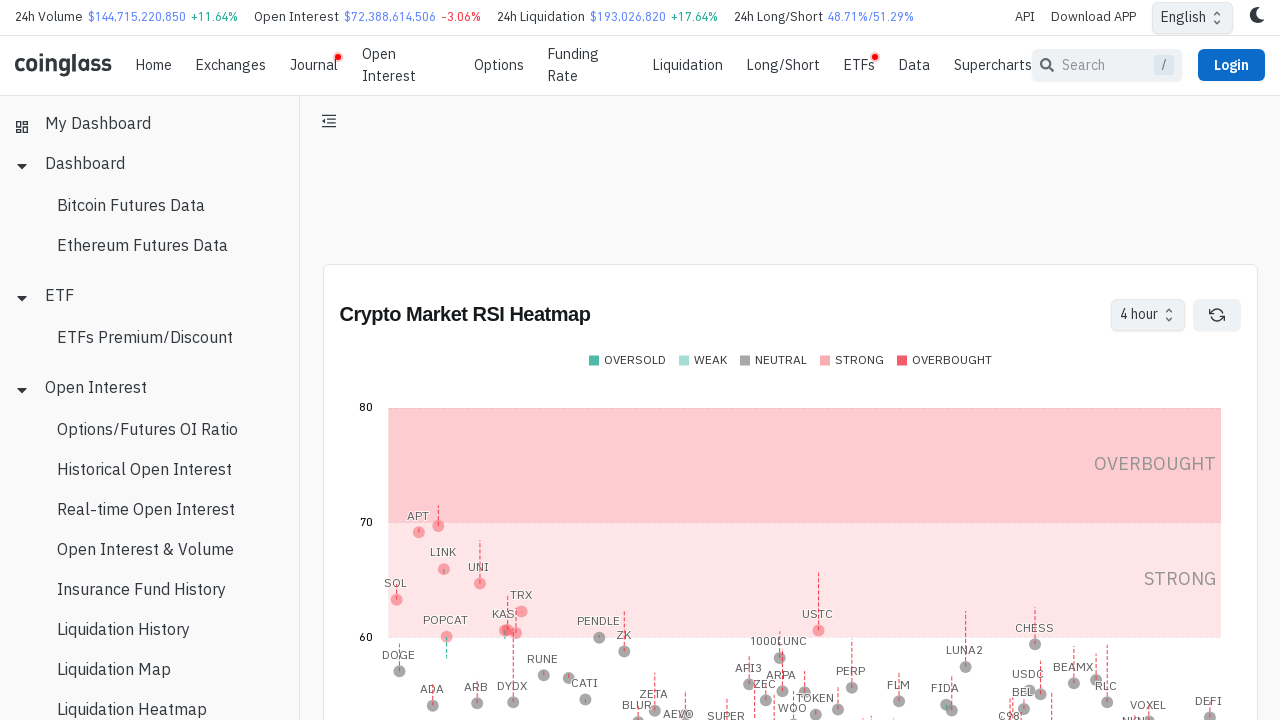 24h Volume $144,715,220,850 +11.64% Open Interest $72,388,614,506 -3.06% 24h Liquidation $193,026,820 +17.64% 24h Long/Short 48.71%/51.29% API Download APP English
coinglass Home Exchanges Journal Open Interest Options Funding Rate Liquidation Long/Short ETFs Data Supercharts Search / Login
My Dashboard
Dashboard
Bitcoin Futures Data
Ethereum Futures Data
ETF
ETFs Premium/Discount
Open Interest
Options/Futures OI Ratio
Historical Open Interest
Real-time Open Interest
Open Interest & Volume
Insurance Fund History
Liquidation History
Liquidation Map
Liquidation Heatmap
Crypto Market RSI Heatmap 4 hour
OVERSOLD WEAK NEUTRAL STRONG OVERBOUGHT
80
OVERBOUGHT
70
APT
LINK
UNI
STRONG
SOL
TRX
KAS
USTC
POPCAT
PENDLE
CHESS
60
ZK
1000LUNC
LUNA2
DOGE
RUNE
API3
PERP
BEAMX
ARPA
USDC
CATI
ZEC
FLM
ADA
ARB
DYDX
FIDA
RLC
BEL
ZETA
TOKEN
BLUR
WOO
VOXEL
DEFI
AEVO
SUPER
C98